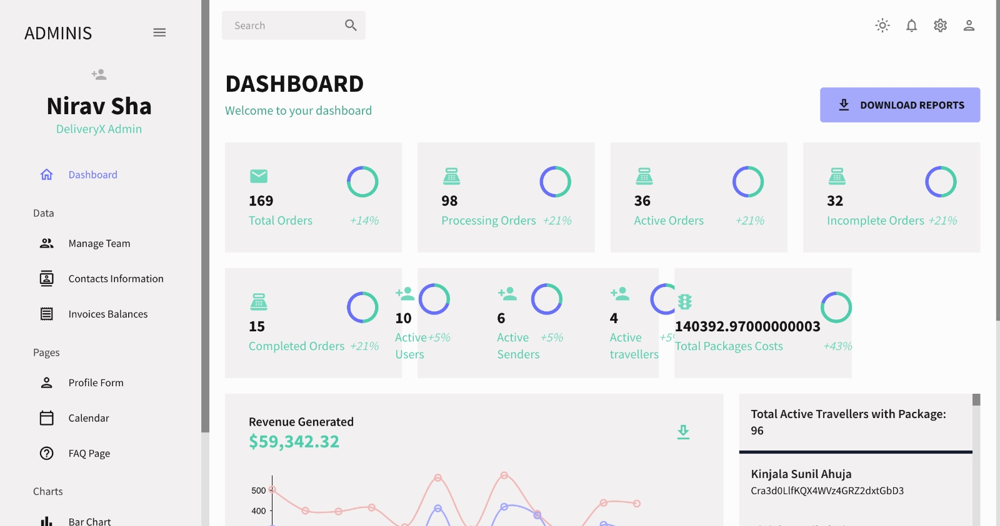 ADMINIS
Nirav Sha
DeliveryX Admin
Dashboard
Data
Manage Team
Contacts Information
Invoices Balances
Pages
Profile Form
Calendar
FAQ Page
Charts
Bar Chart
Search
DASHBOARD
Welcome to your dashboard
DOWNLOAD REPORTS
169
Total Orders +14%
98
Processing Orders +21%
36
Active Orders +21%
32
Incomplete Orders +21%
15
Completed Orders +21%
10
Active +5%
Users
6
Active +5%
Senders
4
Active +5
travellers
140392.97000000003
Total Packages Costs +43%
Revenue Generated
$59,342.32
500
400
Total Active Travellers with Package:
96
Kinjala Sunil Ahuja
Cra3d0LlfKQX4WVz4GRZ2dxtGbD3